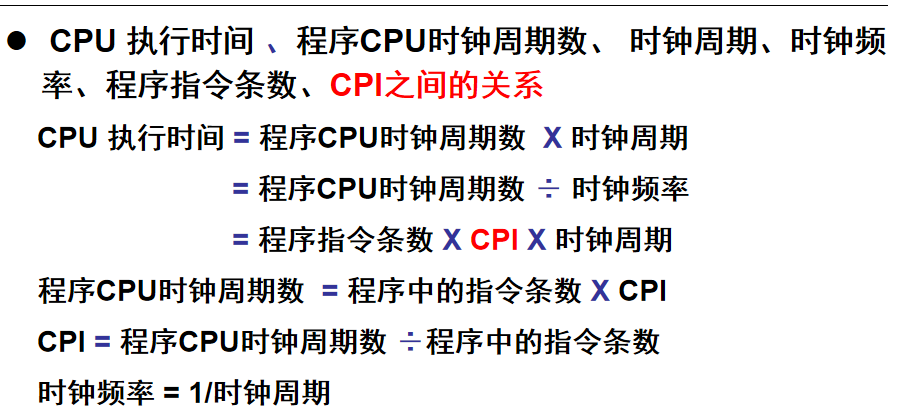 ● CPU 执行时间 、程序CPU时钟周期数、 时钟周期、时钟频
率、程序指令条数、CPI之间的关系
CPU 执行时间 = 程序CPU时钟周期数 X 时钟周期
= 程序CPU时钟周期数 ÷ 时钟频率
= 程序指令条数 X CPI X 时钟周期
程序CPU时钟周期数 = 程序中的指令条数 X CPI
CPI = 程序CPU时钟周期数 ÷程序中的指令条数
时钟频率 = 1/时钟周期